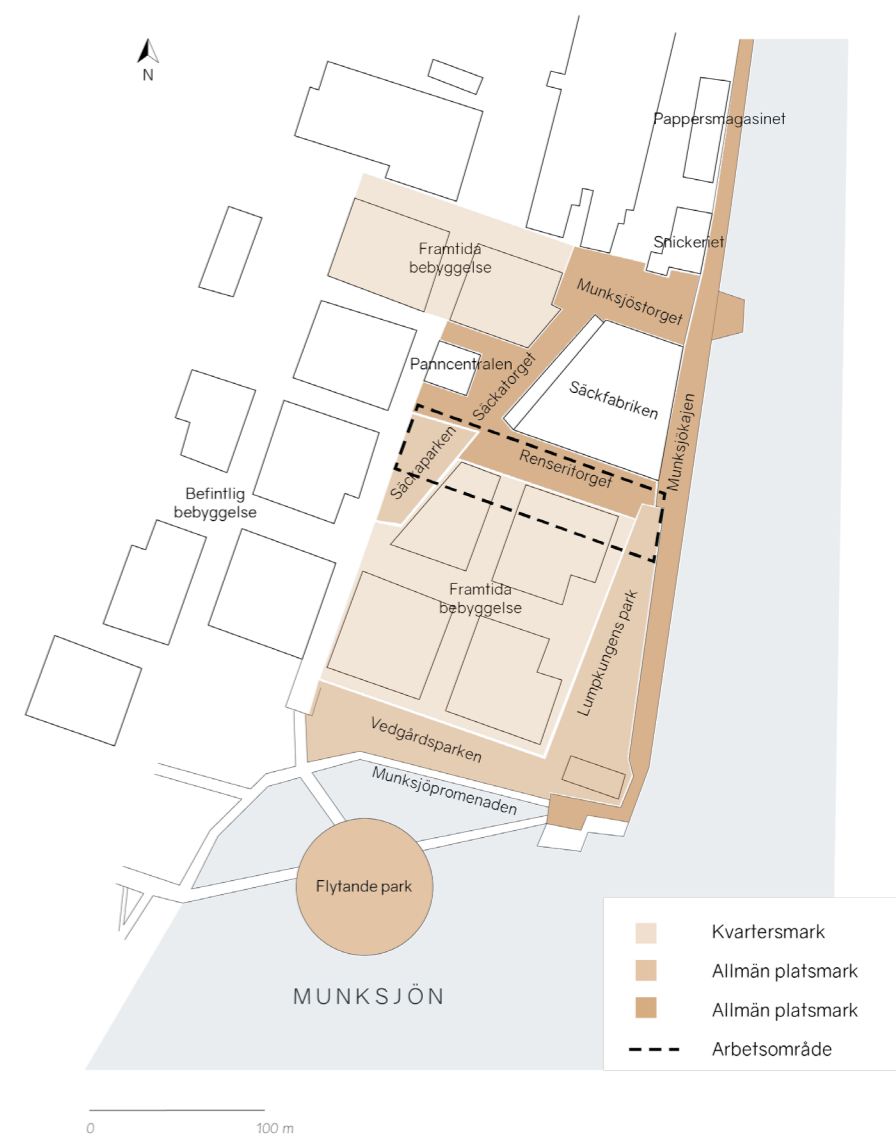 N
Pappersmagasinet
Snickeriet
Framtida
bebyggelse
Munksjöstorget
Panncentralen
Säckatorget
Säckfabriken
Munksjökajen
Säckaparken
Renseritorget
Befintlig
bebyggelse
Framtida
bebyggelse
Lumpkungens park
Vedgårdsparken
Munksjöpromenaden
Flytande park
MUNKSJÖN
Kvartersmark
Allmän platsmark
Allmän platsmark
Arbetsområde
0 100 m